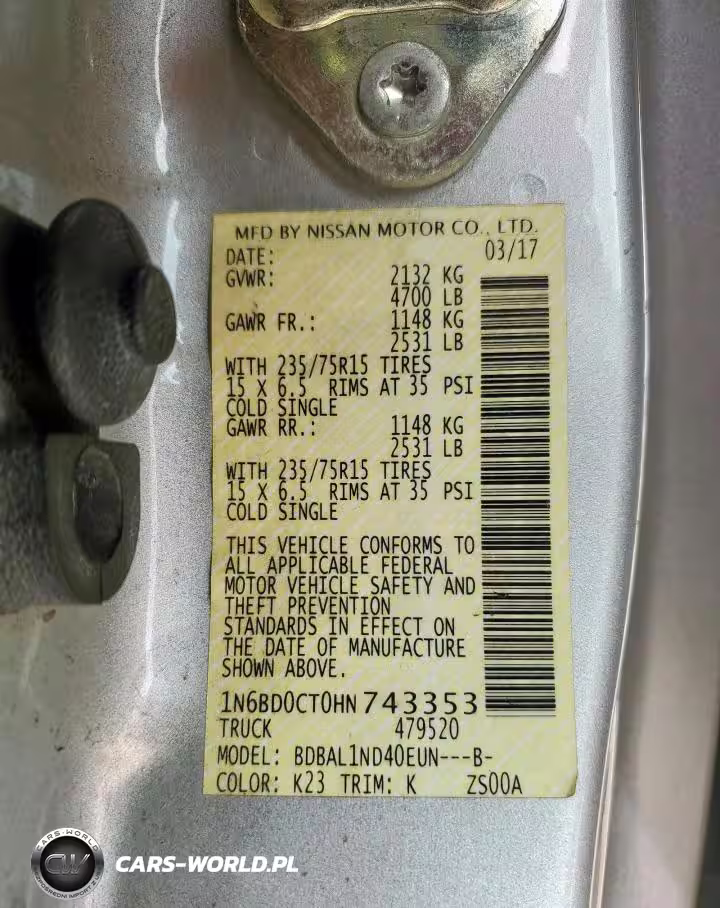 MFD BY NISSAN MOTOR CO., LTD.
DATE: 03/17
GVWR: 2132 KG
4700 LB
GAWR FR.: 1148 KG
2531 LB
WITH 235/75R15 TIRES
15 X 6.5 RIMS AT 35 PSI
COLD SINGLE
GAWR RR.: 1148 KG
2531 LB
WITH 235/75R15 TIRES
15 X 6.5 RIMS AT 35 PSI
COLD SINGLE
THIS VEHICLE CONFORMS TO
ALL APPLICABLE FEDERAL
MOTOR VEHICLE SAFETY AND
THEFT PREVENTION
STANDARDS IN EFFECT ON
THE DATE OF MANUFACTURE
SHOWN ABOVE.
1N6BD0CT0HN743353
TRUCK 479520
MODEL: BDBAL1ND40EUN---B-
COLOR: K23 TRIM: K ZS00A
CARS-WORLD
CW
CARS-WORLD.PL